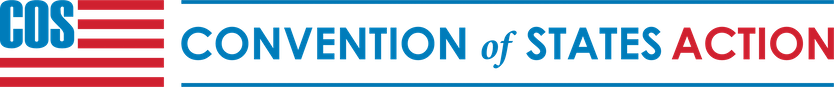 COS
CONVENTION of STATES ACTION